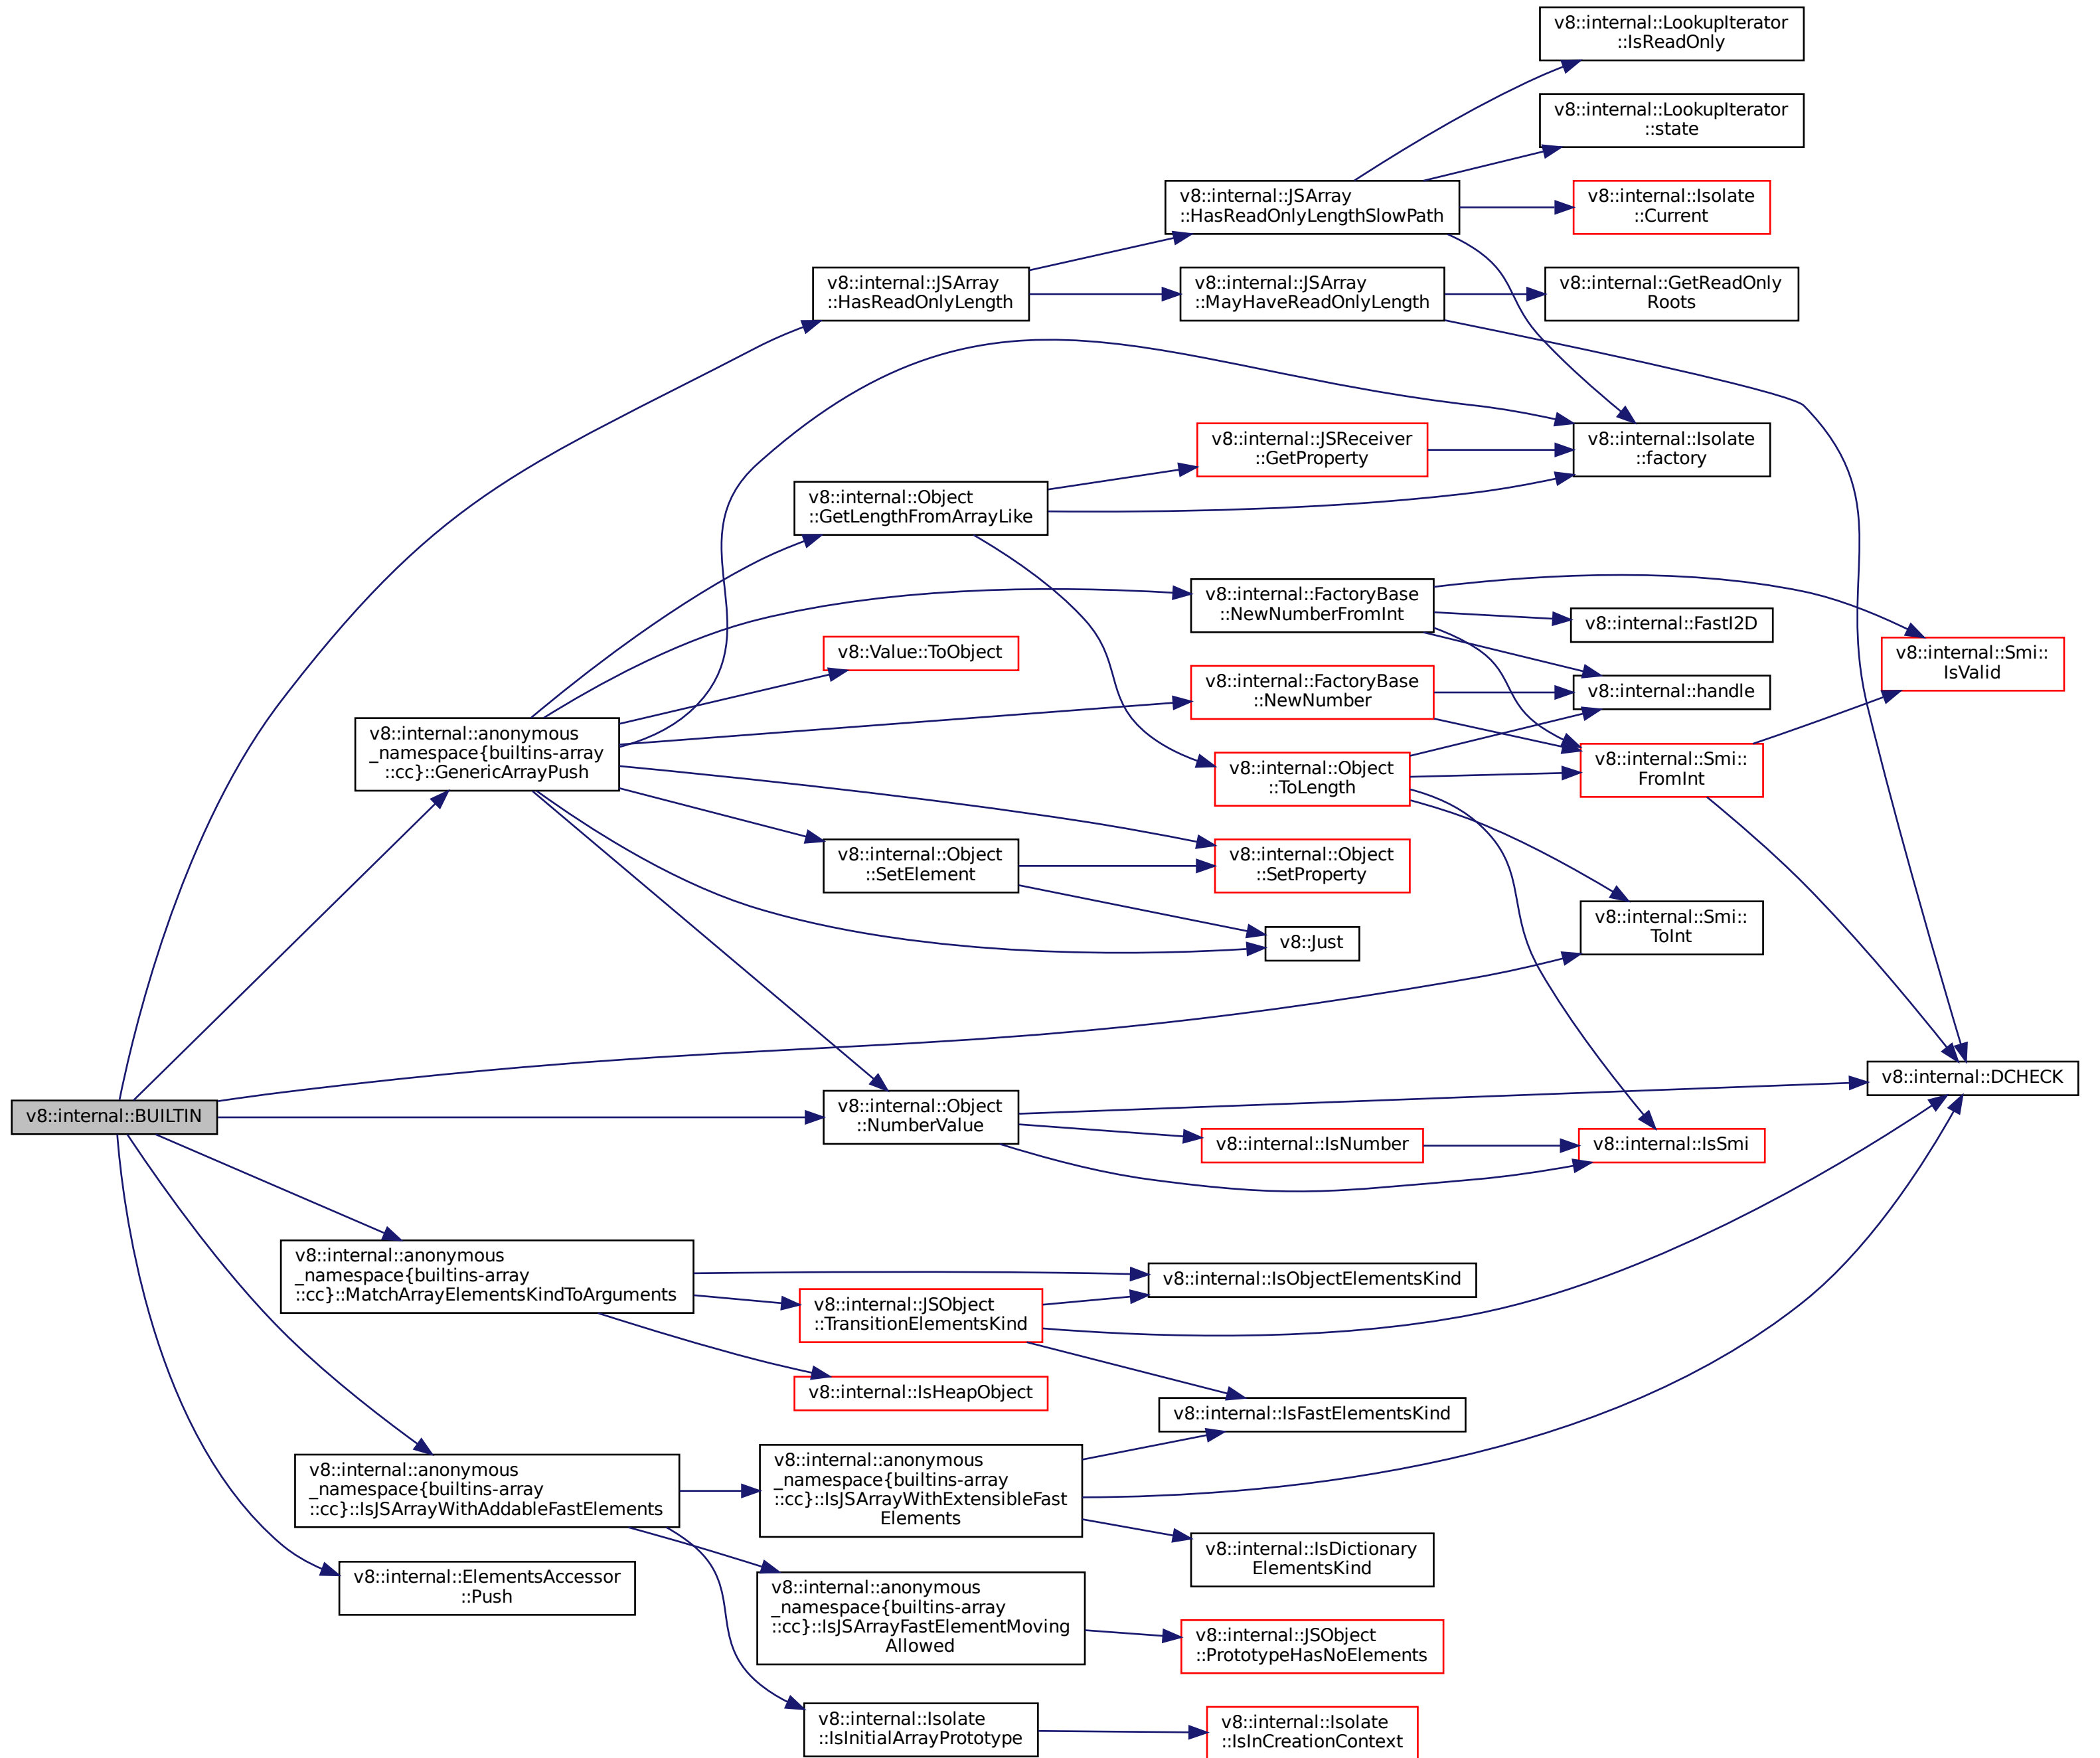 v8::internal::LookupIterator
::IsReadOnly
v8::internal::LookupIterator
::state
v8::internal::JSArray
::HasReadOnlyLengthSlowPath
v8::internal::Isolate
::Current
v8::internal::JSArray
::HasReadOnlyLength
v8::internal::JSArray
::MayHaveReadOnlyLength
v8::internal::GetReadOnly
Roots
v8::internal::JSReceiver
::GetProperty
v8::internal::Isolate
::factory
v8::internal::Object
::GetLengthFromArrayLike
v8::internal::FactoryBase
::NewNumberFromInt
v8::internal::FastI2D
v8::Value::ToObject
v8::internal::Smi::
IsValid
v8::internal::FactoryBase
::NewNumber
v8::internal::handle
v8::internal::anonymous
_namespace{builtins-array
::cc}::GenericArrayPush
v8::internal::Object
::ToLength
v8::internal::Smi::
FromInt
v8::internal::Object
::SetElement
v8::internal::Object
::SetProperty
v8::Just
v8::internal::Smi::
ToInt
v8::internal::DCHECK
v8::internal::BUILTIN
v8::internal::Object
::NumberValue
v8::internal::IsNumber
v8::internal::IsSmi
v8::internal::anonymous
_namespace{builtins-array
::cc}::MatchArrayElementsKindToArguments
v8::internal::IsObjectElementsKind
v8::internal::JSObject
::TransitionElementsKind
v8::internal::IsHeapObject
v8::internal::IsFastElementsKind
v8::internal::anonymous
_namespace{builtins-array
::cc}::IsJSArrayWithAddableFastElements
v8::internal::anonymous
_namespace{builtins-array
::cc}::IsJSArrayWithExtensibleFast
Elements
v8::internal::IsDictionary
ElementsKind
v8::internal::ElementsAccessor
::Push
v8::internal::anonymous
_namespace{builtins-array
::cc}::IsJSArrayFastElementMoving
Allowed
v8::internal::JSObject
::PrototypeHasNoElements
v8::internal::Isolate
::IsInitialArrayPrototype
v8::internal::Isolate
::IsInCreationContext